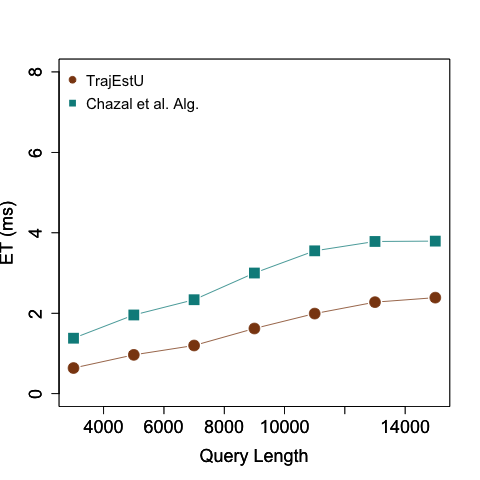 TrajEstU
Chazal et al. Alg.
8
6
4
2
0
ET (ms)
4000 6000 8000 10000 14000
Query Length